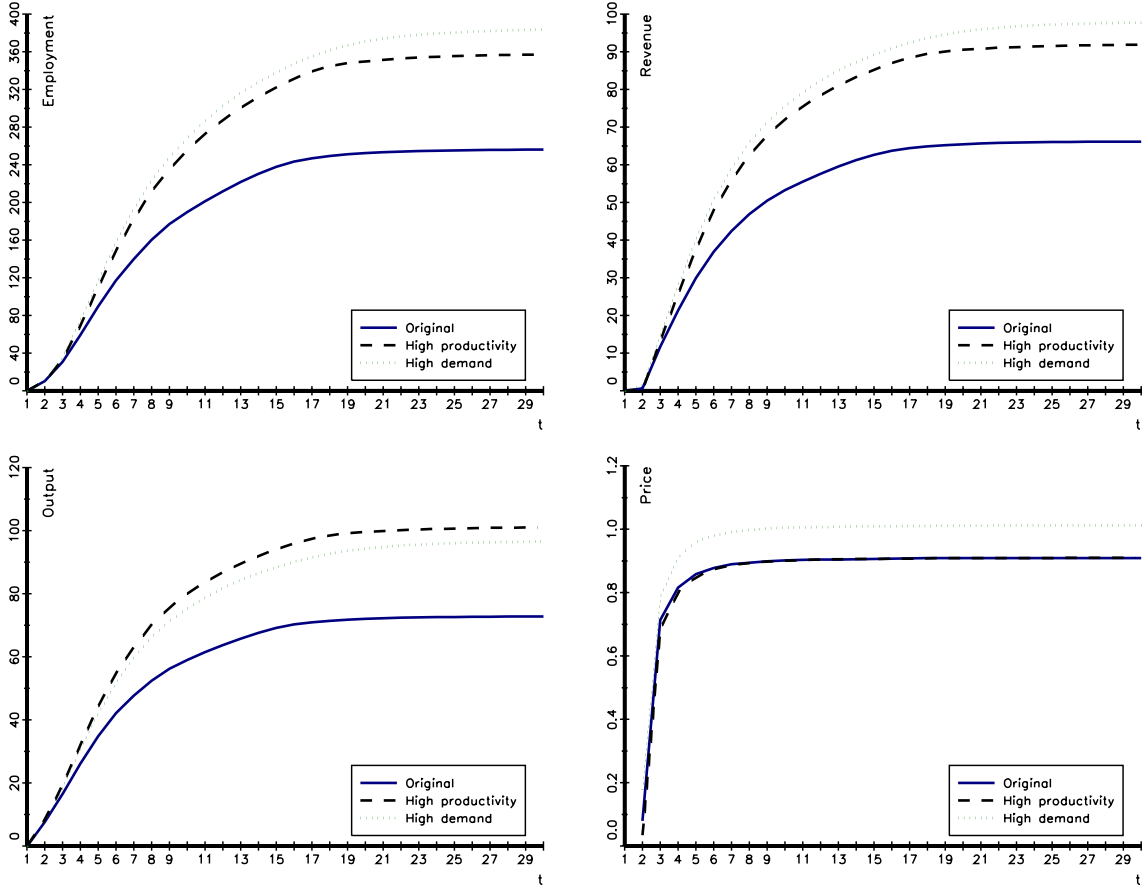 Employment
400
360
320
280
240
200
160
120
80
40
0
1 2 3 4 5 6 7 8 9 11 13 15 17 19 21 23 25 27 29
t
Original
High productivity
High demand
Revenue
100
90
80
70
60
50
40
30
20
10
0
1 2 3 4 5 6 7 8 9 11 13 15 17 19 21 23 25 27 29
t
Original
High productivity
High demand
Output
120
100
80
60
40
20
0
1 2 3 4 5 6 7 8 9 11 13 15 17 19 21 23 25 27 29
t
Original
High productivity
High demand
Price
1.2
1.0
0.8
0.6
0.4
0.2
0.0
1 2 3 4 5 6 7 8 9 11 13 15 17 19 21 23 25 27 29
t
Original
High productivity
High demand